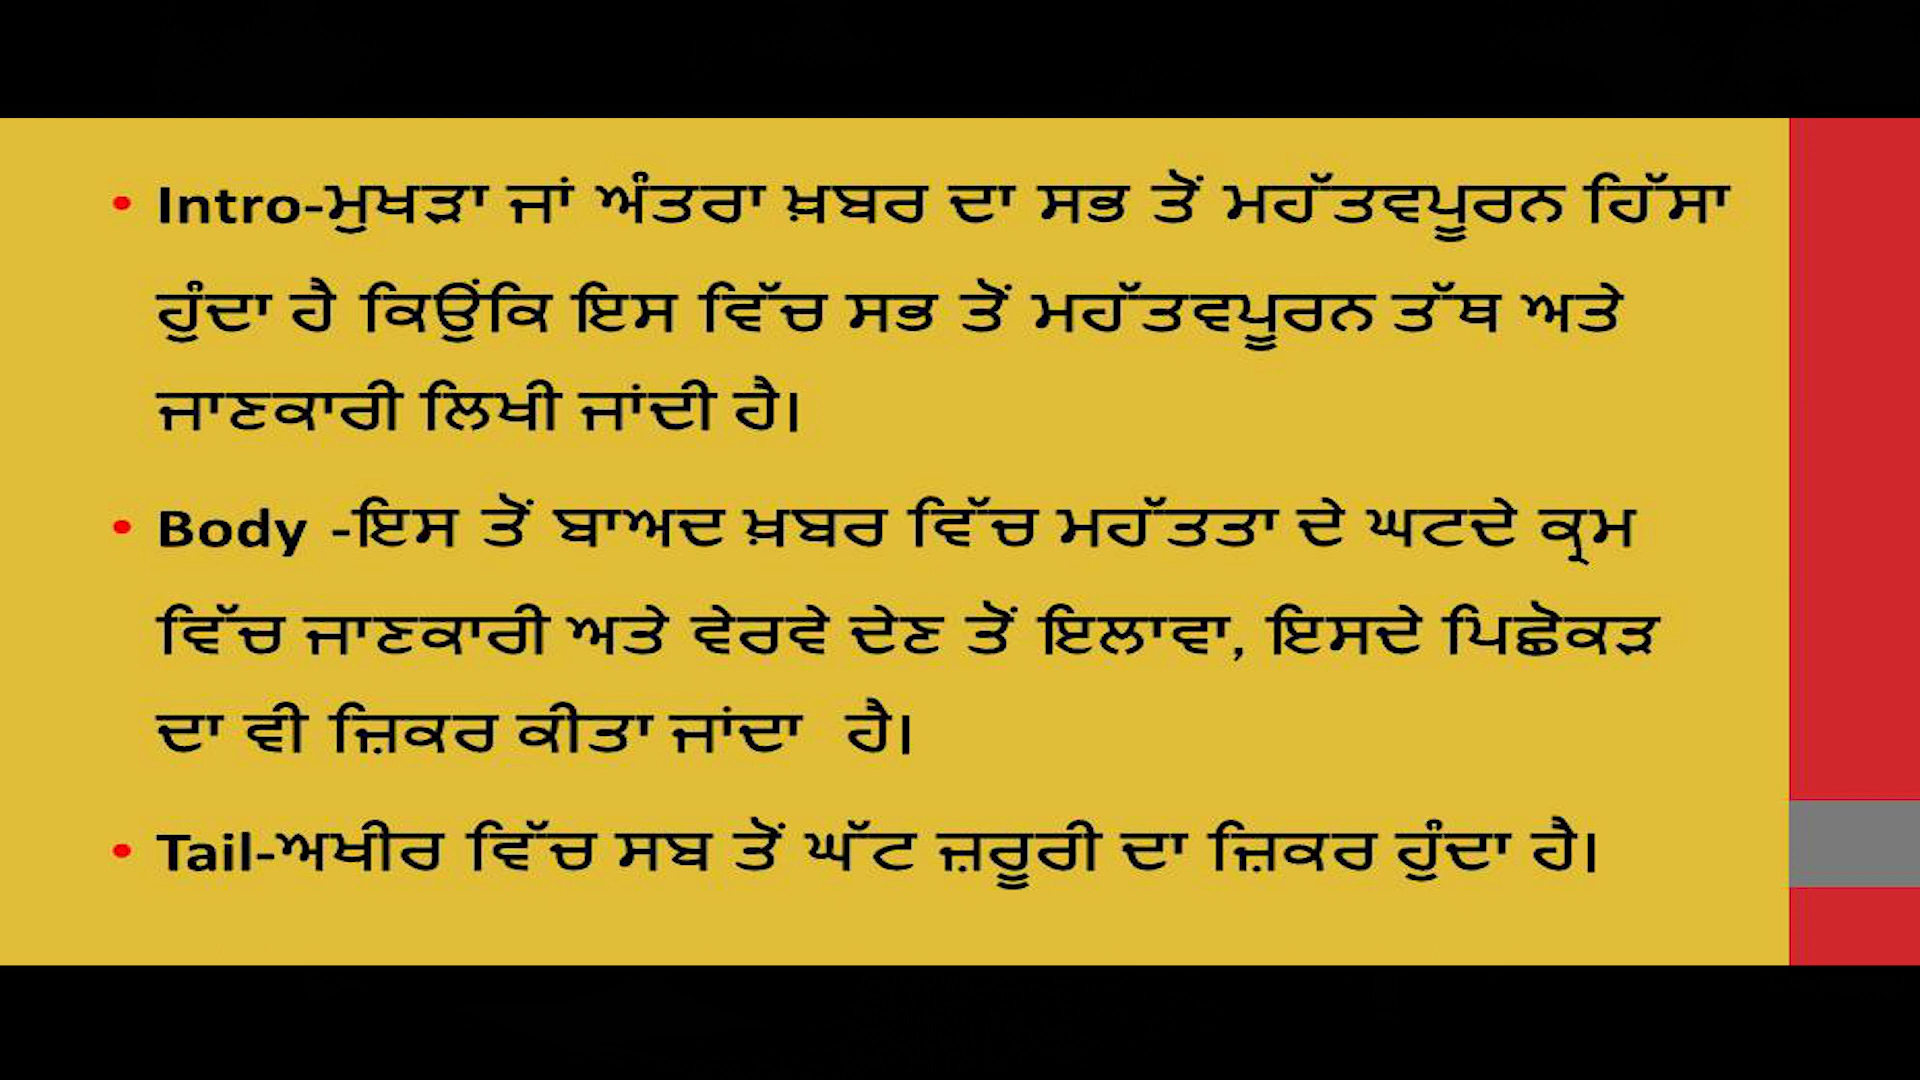 • Intro-ਮੁਖੜਾ ਜਾਂ ਅੰਤਰਾ ਖ਼ਬਰ ਦਾ ਸਭ ਤੋਂ ਮਹੱਤਵਪੂਰਨ ਹਿੱਸਾ
ਹੁੰਦਾ ਹੈ ਕਿਉਂਕਿ ਇਸ ਵਿੱਚ ਸਭ ਤੋਂ ਮਹੱਤਵਪੂਰਨ ਤੱਥ ਅਤੇ
ਜਾਣਕਾਰੀ ਲਿਖੀ ਜਾਂਦੀ ਹੈ।
• Body -ਇਸ ਤੋਂ ਬਾਅਦ ਖ਼ਬਰ ਵਿੱਚ ਮਹੱਤਤਾ ਦੇ ਘਟਦੇ ਕ੍ਰਮ
ਵਿੱਚ ਜਾਣਕਾਰੀ ਅਤੇ ਵੇਰਵੇ ਦੇਣ ਤੋਂ ਇਲਾਵਾ, ਇਸਦੇ ਪਿਛੋਕੜ
ਦਾ ਵੀ ਜ਼ਿਕਰ ਕੀਤਾ ਜਾਂਦਾ  ਹੈ।
• Tail-ਅਖੀਰ ਵਿੱਚ ਸਬ ਤੋਂ ਘੱਟ ਜ਼ਰੂਰੀ ਦਾ ਜ਼ਿਕਰ ਹੁੰਦਾ ਹੈ।